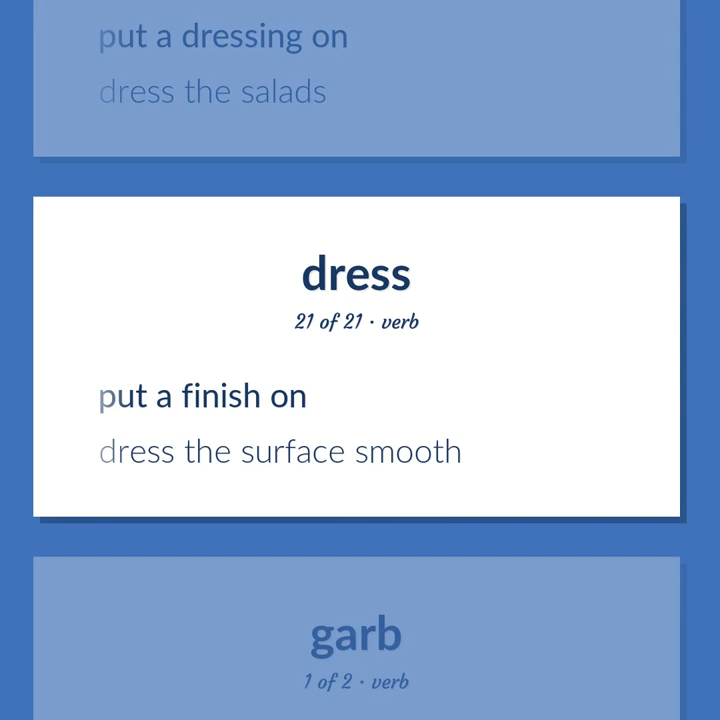 put a dressing on
dress the salads
dress
21 of 21 · verb
put a finish on
dress the surface smooth
garb
1 of 2 · verb